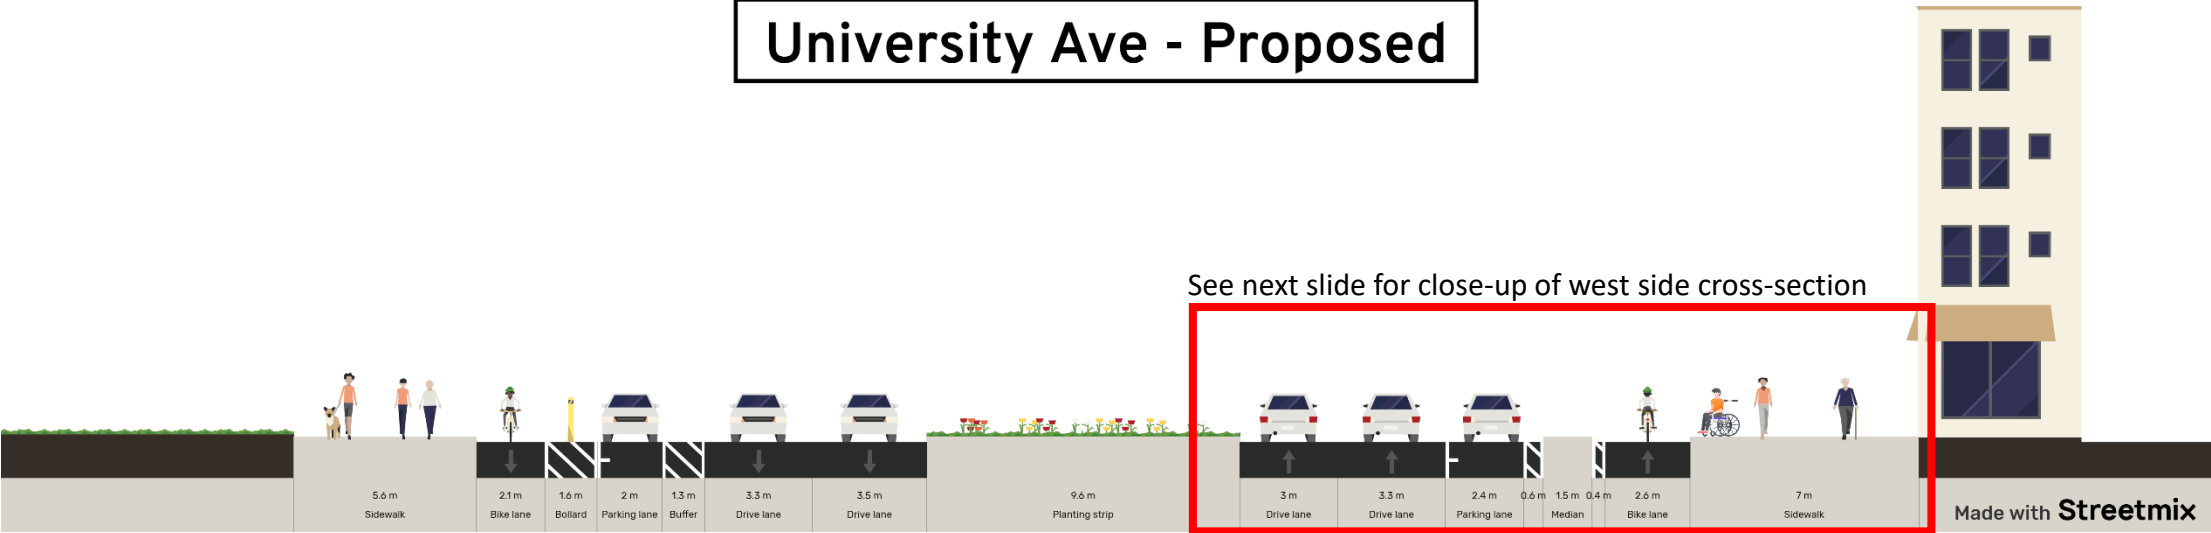 University Ave - Proposed
See next slide for close-up of west side cross-section
5.6 m 2.1 m 1.6 m 2 m 1.3 m 3.3 m 3.5 m 9.6 m 3 m 3.3 m 2.4 m 0.6 m 1.5 m 0.4 m 2.6 m 7 m
Sidewalk Bike lane Bollard Parking lane Buffer Drive lane Drive lane Planting strip Drive lane Drive lane Parking lane Median Bike lane Sidewalk
Made with Streetmix